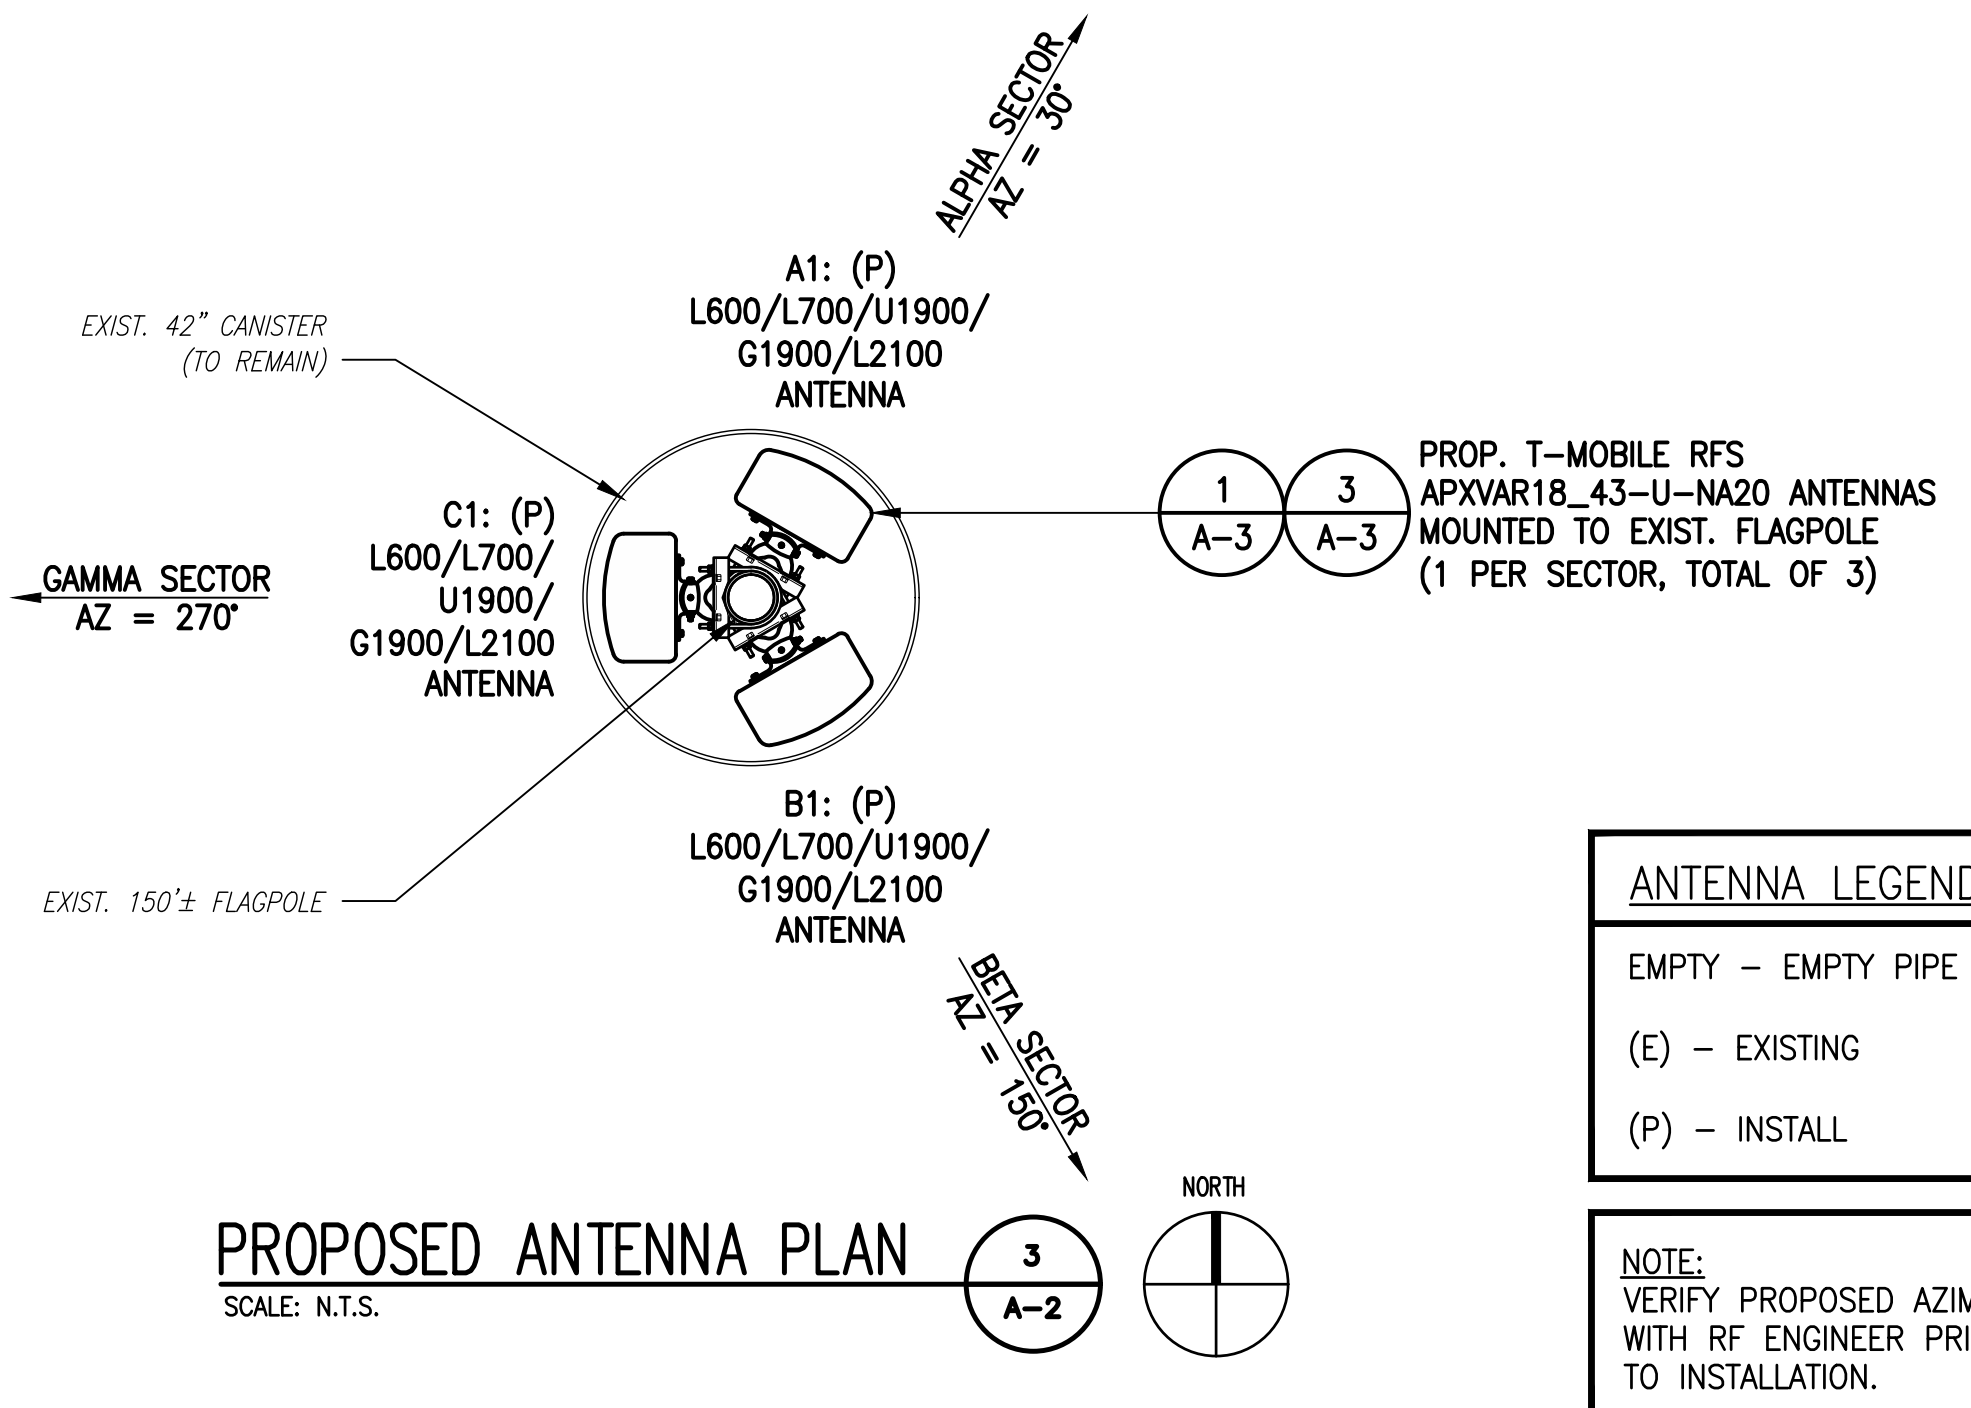 ALPHA SECTOR
AZ = 30°
A1: (P)
L600/L700/U1900/
G1900/L2100
ANTENNA
EXIST. 42" CANISTER
(TO REMAIN)
C1: (P)
L600/L700/
U1900/
G1900/L2100
ANTENNA
GAMMA SECTOR
AZ = 270°
1
A-3
3
A-3
PROP. T-MOBILE RFS
APXVAR18_43-U-NA20 ANTENNAS
MOUNTED TO EXIST. FLAGPOLE
(1 PER SECTOR, TOTAL OF 3)
EXIST. 150'± FLAGPOLE
B1: (P)
L600/L700/U1900/
G1900/L2100
ANTENNA
BETA SECTOR
AZ = 150°
ANTENNA LEGEND
EMPTY - EMPTY PIPE
(E) - EXISTING
(P) - INSTALL
PROPOSED ANTENNA PLAN
SCALE: N.T.S.
3
A-2
NORTH
NOTE:
VERIFY PROPOSED AZIM
WITH RF ENGINEER PRI
TO INSTALLATION.